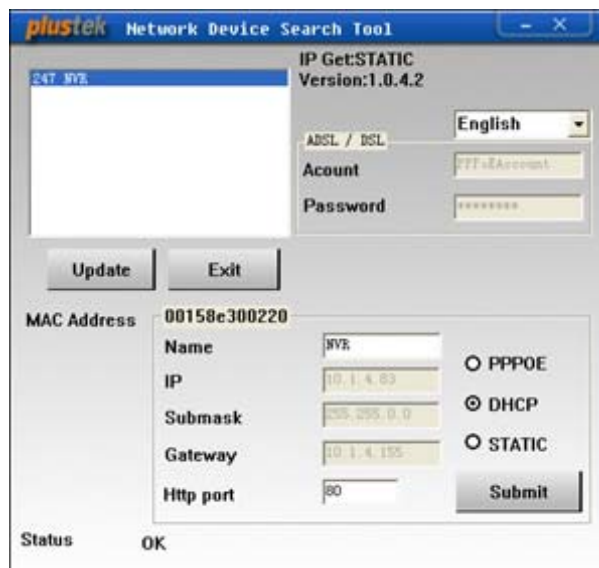 plustek Network Device Search Tool
247 NVR
IP Get:STATIC
Version:1.0.4.2
English
ADSL / DSL
Acount
Password
********
Update
Exit
MAC Address
00158e300220
Name
NVR
IP
10.1.4.83
Submask
255.255.0.0
Gateway
10.1.4.155
Http port
80
PPPOE
DHCP
STATIC
Submit
Status
OK